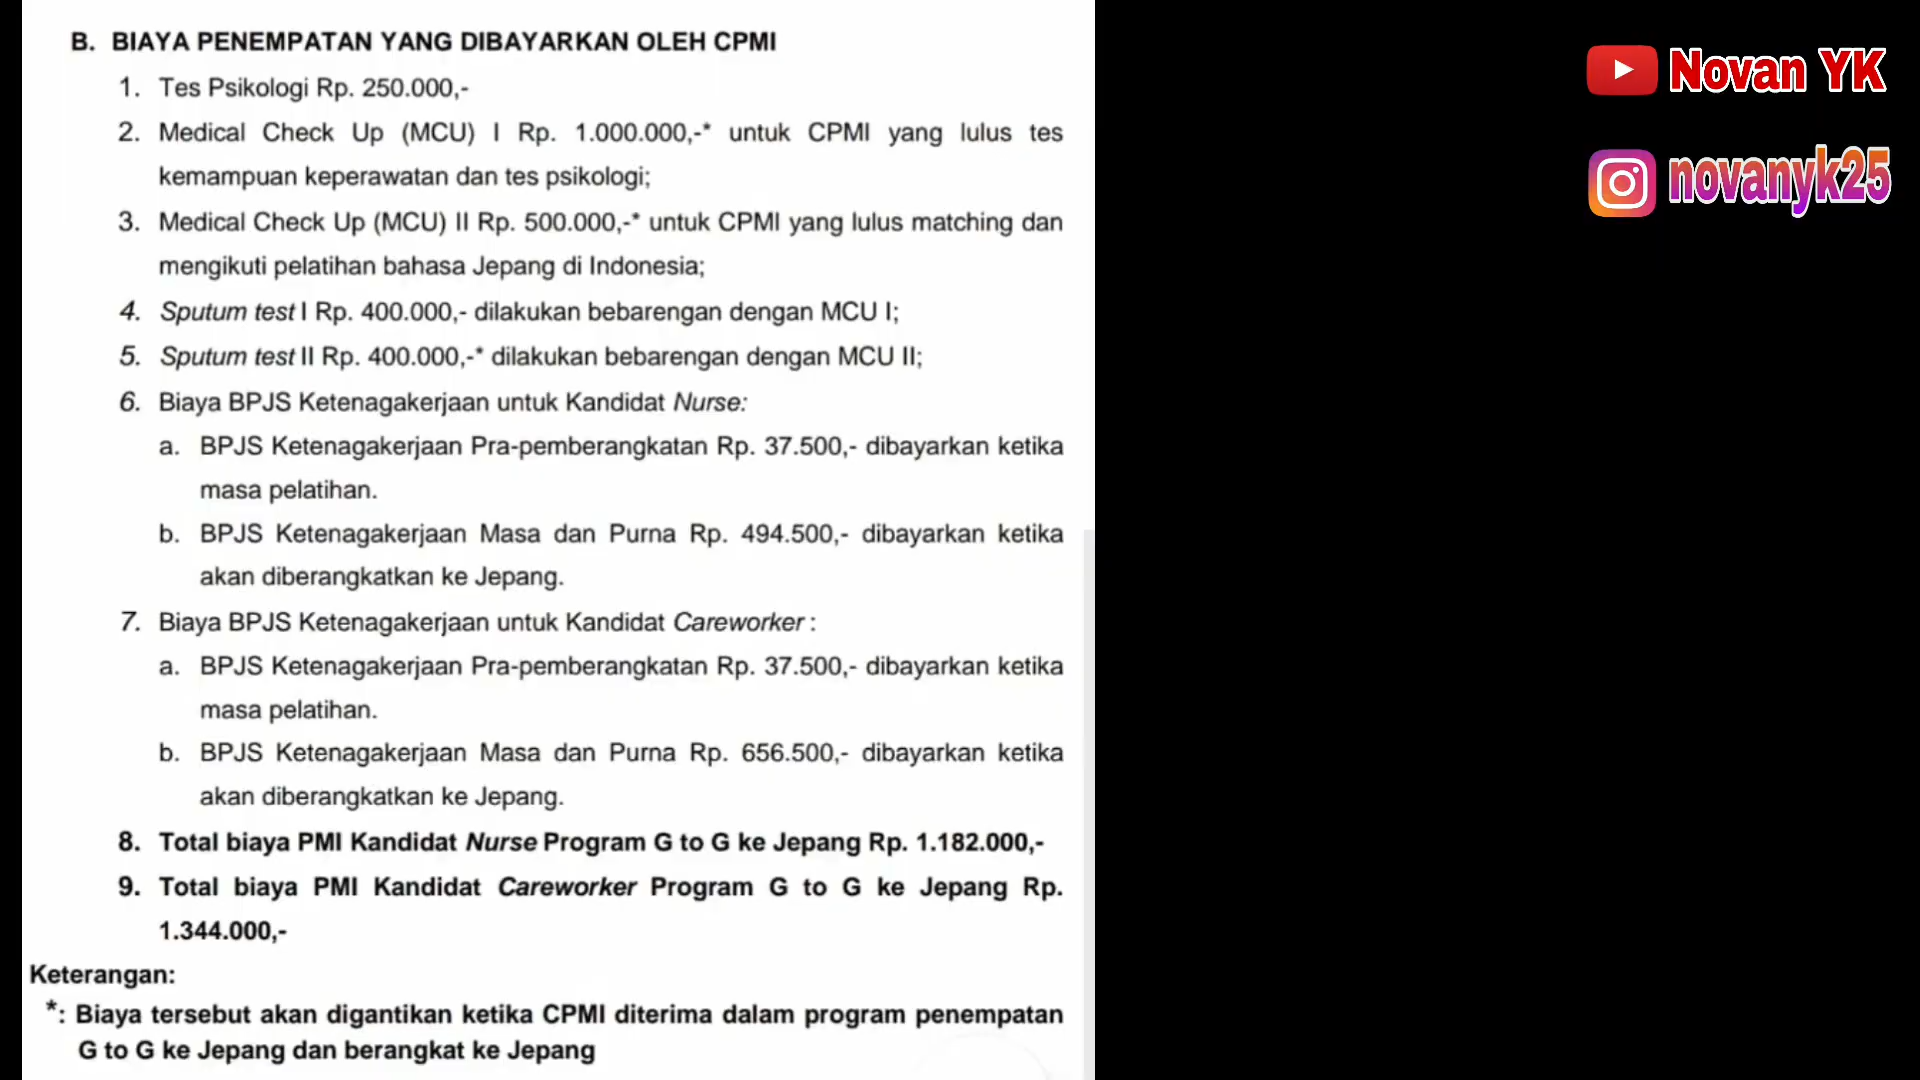 B. BIAYA PENEMPATAN YANG DIBAYARKAN OLEH CPMI
1. Tes Psikologi Rp. 250.000,-
2. Medical Check Up (MCU) I Rp. 1.000.000,-* untuk CPMI yang lulus tes
kemampuan keperawatan dan tes psikologi;
3. Medical Check Up (MCU) II Rp. 500.000,-* untuk CPMI yang lulus matching dan
mengikuti pelatihan bahasa Jepang di Indonesia;
4. Sputum test I Rp. 400.000,- dilakukan bebarengan dengan MCU I;
5. Sputum test II Rp. 400.000,-* dilakukan bebarengan dengan MCU II;
6. Biaya BPJS Ketenagakerjaan untuk Kandidat Nurse:
a. BPJS Ketenagakerjaan Pra-pemberangkatan Rp. 37.500,- dibayarkan ketika
masa pelatihan.
b. BPJS Ketenagakerjaan Masa dan Purna Rp. 494.500,- dibayarkan ketika
akan diberangkatkan ke Jepang.
7. Biaya BPJS Ketenagakerjaan untuk Kandidat Careworker :
a. BPJS Ketenagakerjaan Pra-pemberangkatan Rp. 37.500,- dibayarkan ketika
masa pelatihan.
b. BPJS Ketenagakerjaan Masa dan Purna Rp. 656.500,- dibayarkan ketika
akan diberangkatkan ke Jepang.
8. Total biaya PMI Kandidat Nurse Program G to G ke Jepang Rp. 1.182.000,-
9. Total biaya PMI Kandidat Careworker Program G to G ke Jepang Rp.
1.344.000,-
Keterangan:
*: Biaya tersebut akan digantikan ketika CPMI diterima dalam program penempatan
G to G ke Jepang dan berangkat ke Jepang
Novan YK
novanyk25